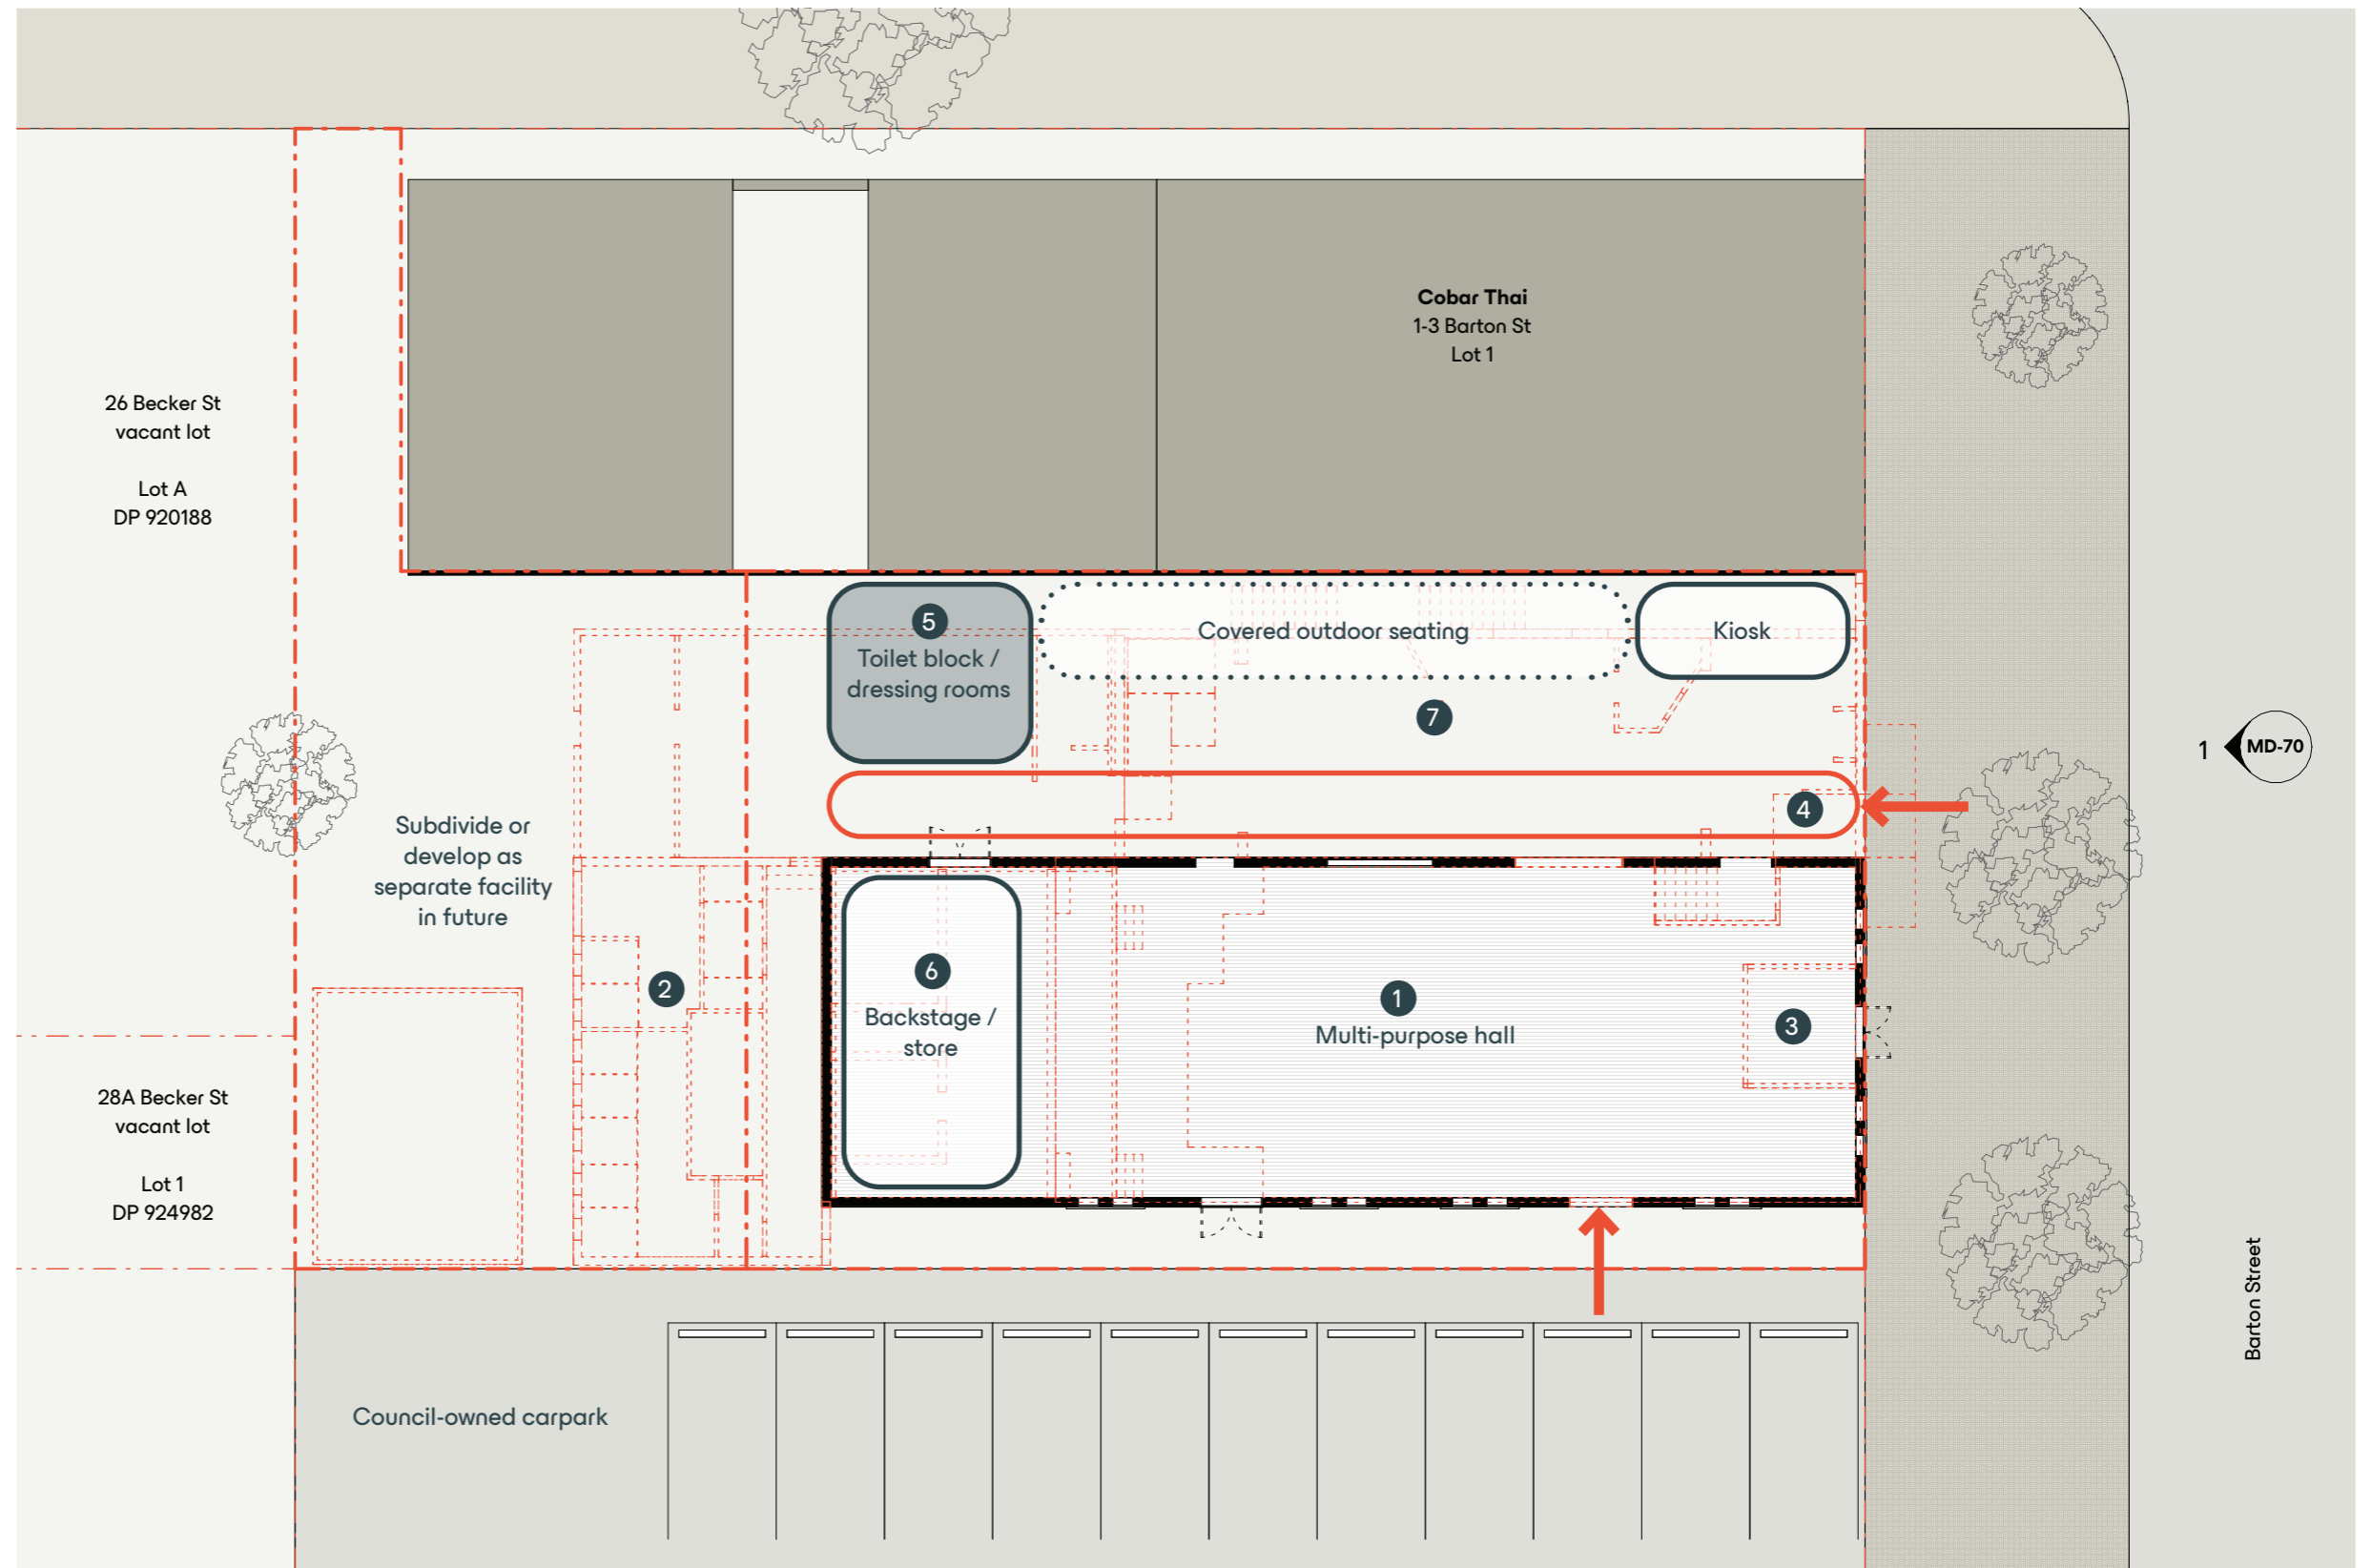 Cobar Thai
1-3 Barton St
Lot 1
26 Becker St
vacant lot
Lot A
DP 920188
5
Toilet block /
dressing rooms
Covered outdoor seating
Kiosk
7
1
MD-70
4
Subdivide or
develop as
separate facility
in future
2
6
Backstage /
store
1
Multi-purpose hall
3
28A Becker St
vacant lot
Lot 1
DP 924982
Barton Street
Council-owned carpark